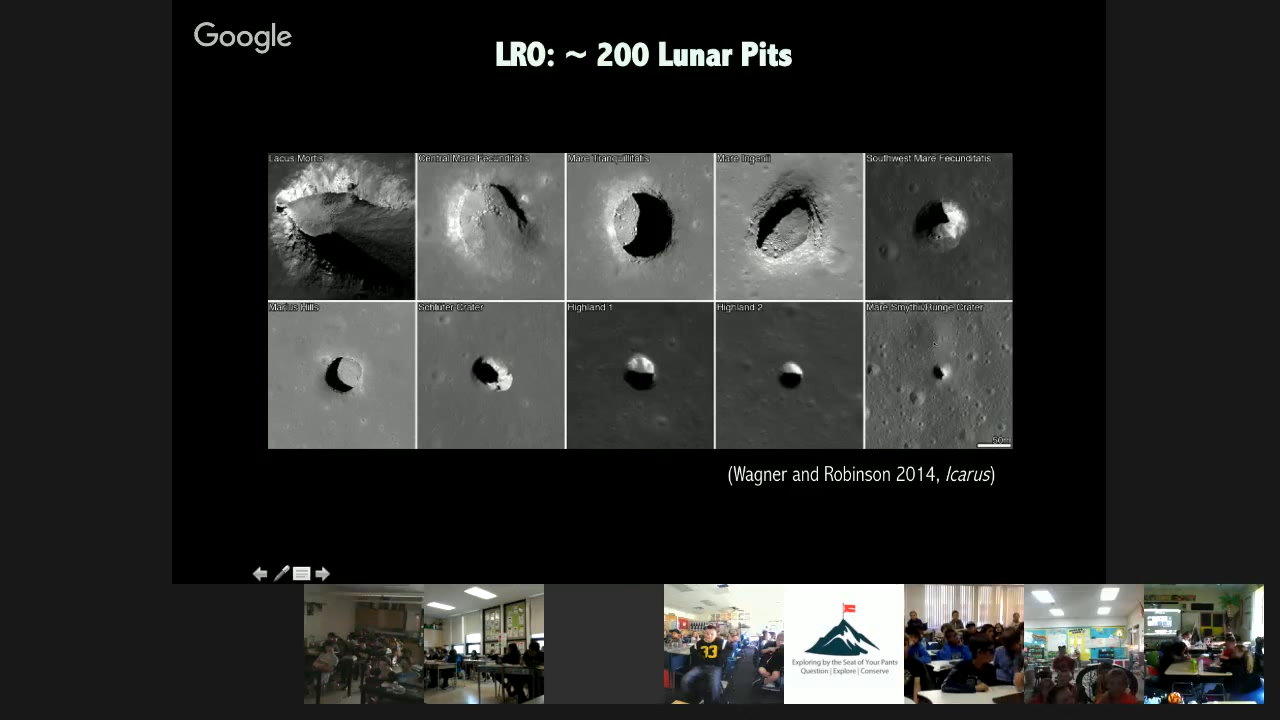 Google
LRO: ~ 200 Lunar Pits
Lacus Mortis
Central Mare Fecunditatis
Mare Tranquillitatis
Mare Ingenii
Southwest Mare Fecunditatis
Marius Hills
Schluter Crater
Highland 1
Highland 2
Mare Smythii/Runge Crater
50m
(Wagner and Robinson 2014, Icarus)
33
Exploring by the Seat of Your Pants
Question | Explore | Conserve